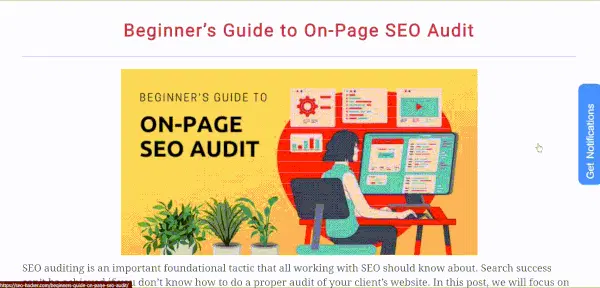 Beginner's Guide to On-Page SEO Audit
BEGINNER'S GUIDE TO
ON-PAGE
SEO AUDIT
Get Notifications
SEO auditing is an important foundational tactic that all working with SEO should know about. Search success
don't know how to do a proper audit of your client's website. In this post, we will focus on
https://seo-hacker.com/beginners-guide-on-page-seo-audit/